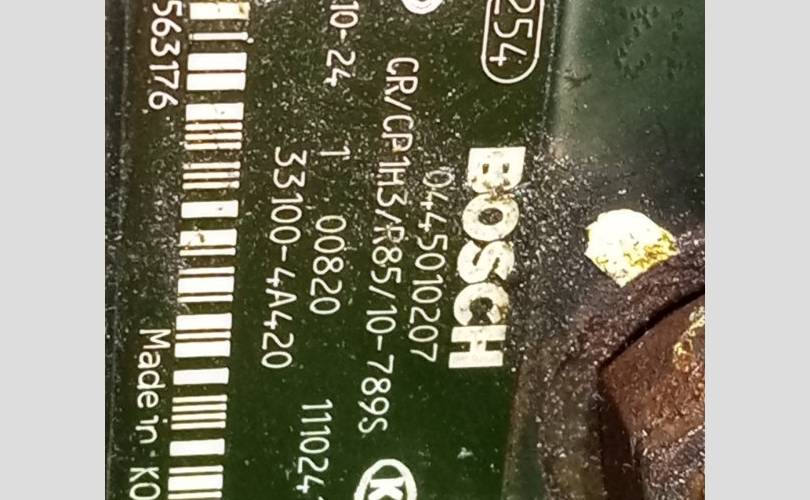 254
BOSCH
0445010207
CR/CP1H3/R85/10-789S
10-24 1 00820 111024
33100-4A420
563176 Made in KO
K